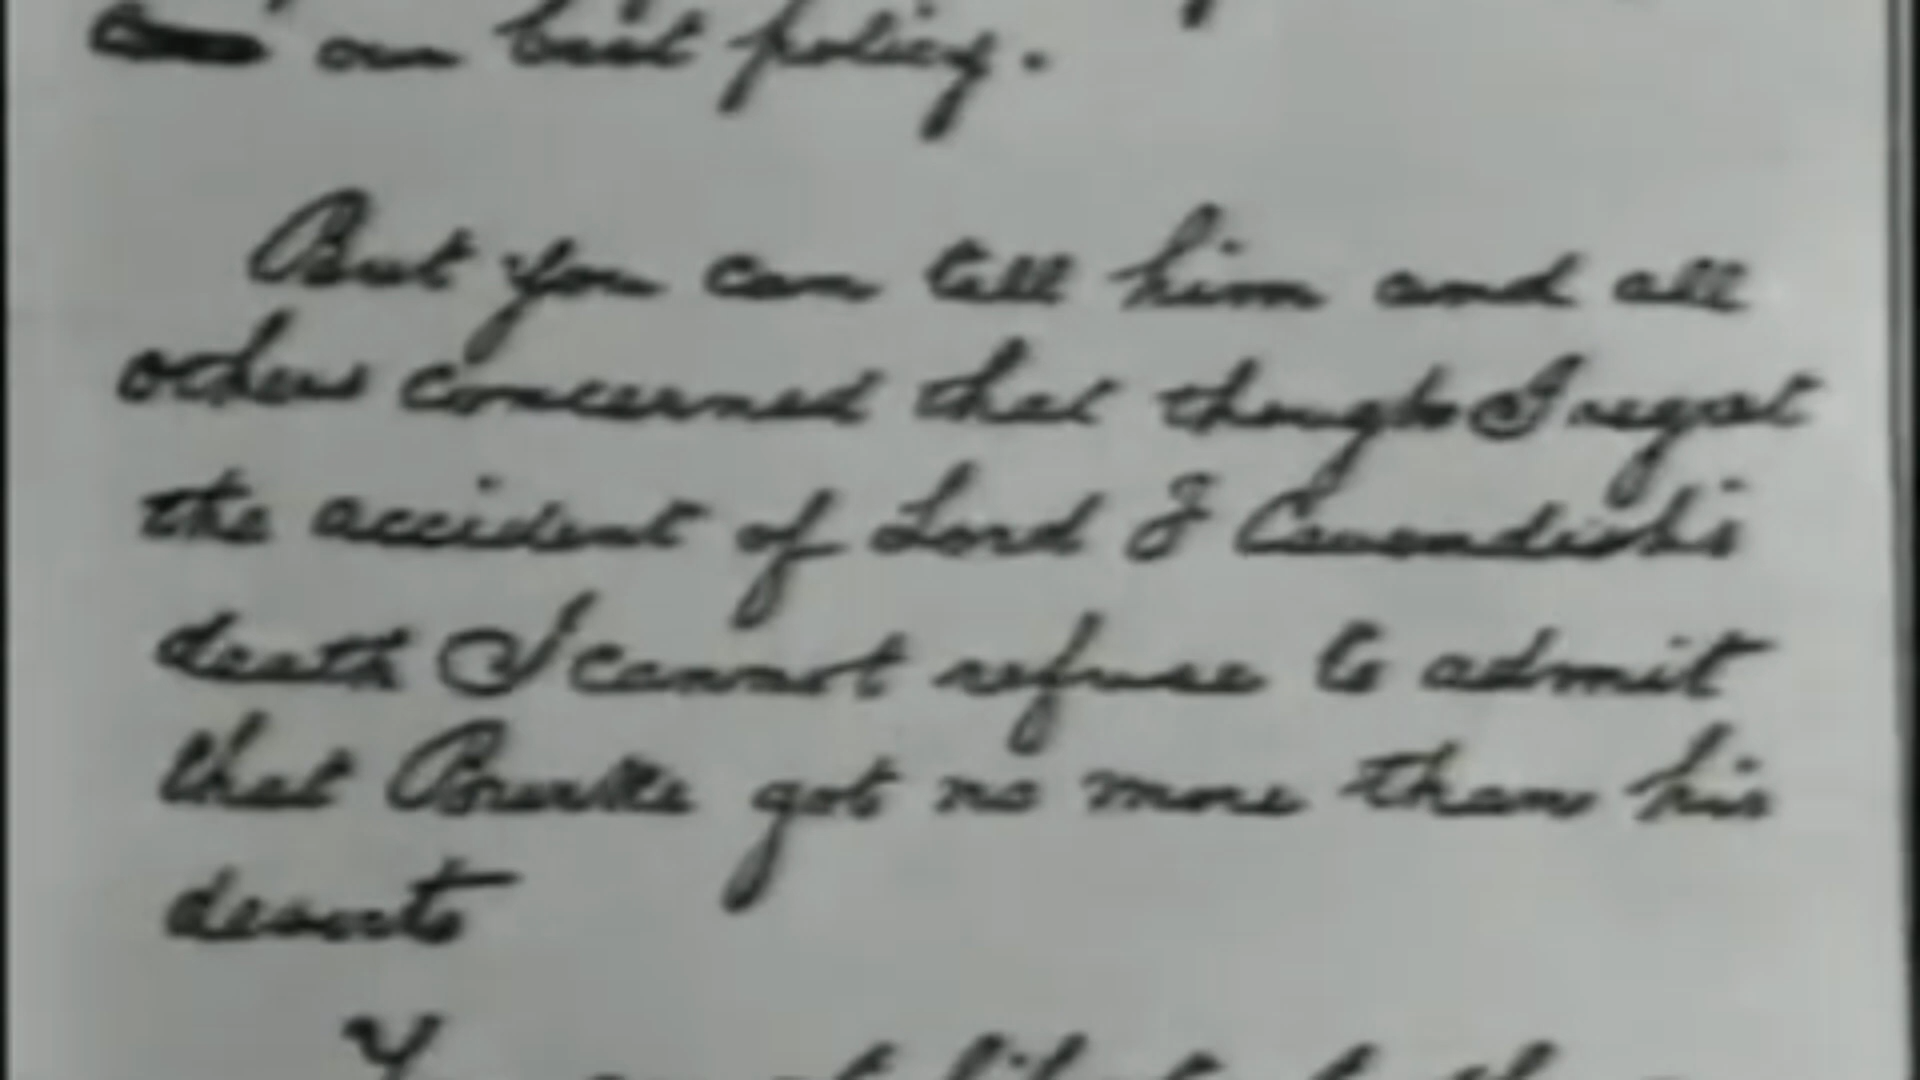 our best policy.
But you can tell him and all
others concerned that though I regret
the accident of Lord F Cavendish's
death I cannot refuse to admit
that Bourke got no more than his
deserts